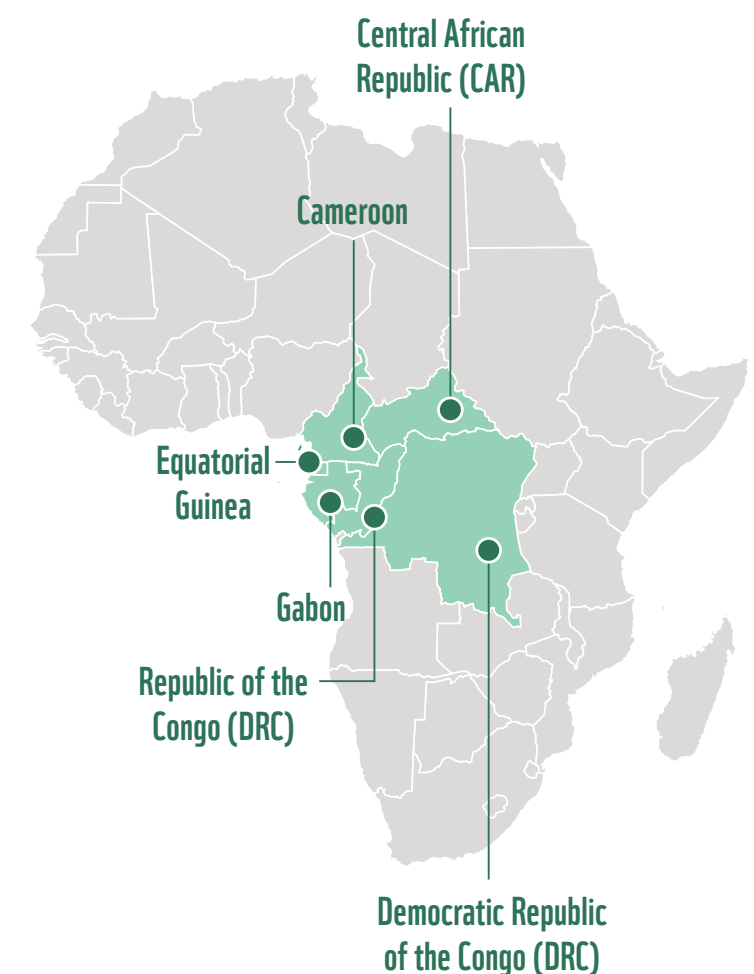 Central African
Republic (CAR)
Cameroon
Equatorial
Guinea
Gabon
Republic of the
Congo (DRC)
Democratic Republic
of the Congo (DRC)